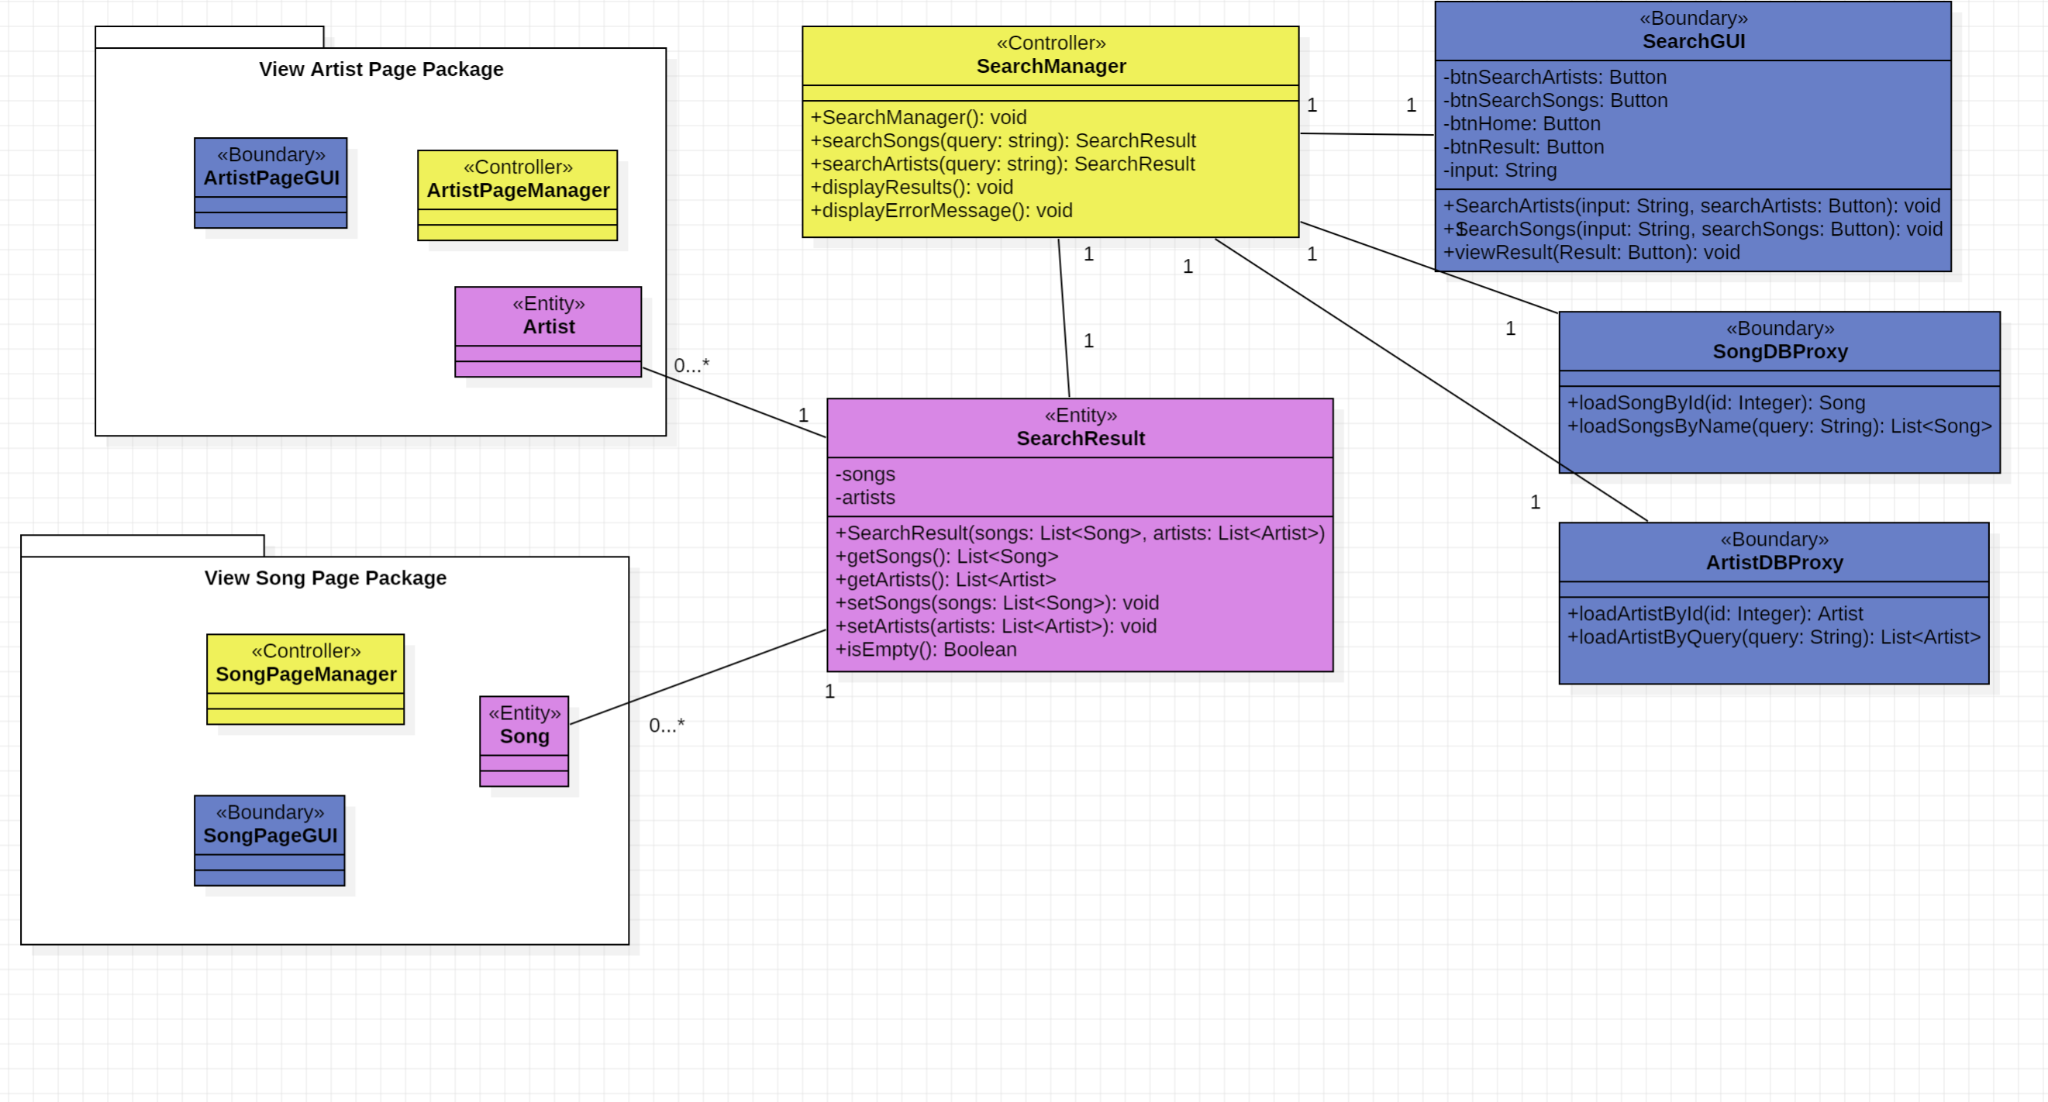 View Artist Page Package
«Boundary»
ArtistPageGUI
«Controller»
ArtistPageManager
«Entity»
Artist
0...*
1
«Controller»
SearchManager
+SearchManager(): void
+searchSongs(query: string): SearchResult
+searchArtists(query: string): SearchResult
+displayResults(): void
+displayErrorMessage(): void
1
1
«Boundary»
SearchGUI
-btnSearchArtists: Button
-btnSearchSongs: Button
-btnHome: Button
-btnResult: Button
-input: String
+SearchArtists(input: String, searchArtists: Button): void
+SearchSongs(input: String, searchSongs: Button): void
1
+viewResult(Result: Button): void
1
1
1
1
1
1
«Boundary»
SongDBProxy
+loadSongById(id: Integer): Song
+loadSongsByName(query: String): List<Song>
«Entity»
SearchResult
-songs
-artists
+SearchResult(songs: List<Song>, artists: List<Artist>)
+getSongs(): List<Song>
+getArtists(): List<Artist>
+setSongs(songs: List<Song>): void
+setArtists(artists: List<Artist>): void
+isEmpty(): Boolean
«Boundary»
ArtistDBProxy
+loadArtistById(id: Integer): Artist
+loadArtistByQuery(query: String): List<Artist>
View Song Page Package
«Controller»
SongPageManager
«Entity»
Song
«Boundary»
SongPageGUI
1
0...*